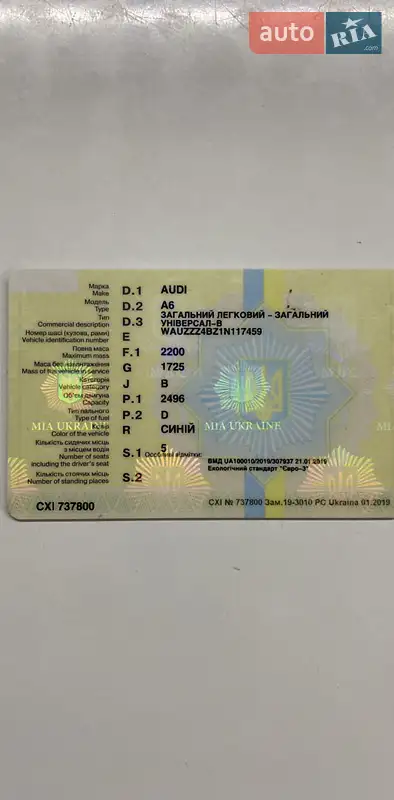 auto RIA .com
Марка D.1 AUDI
Make
Модель D.2 A6
Type
Тип D.3 ЗАГАЛЬНИЙ ЛЕГКОВИЙ - ЗАГАЛЬНИЙ
Commercial description УНІВЕРСАЛ-B
Номер шасі (кузова, рами) E WAUZZZ4BZ1N117459
Vehicle identification number
Повна маса F.1 2200
Maximum mass
Маса без навантаження G 1725
Mass of the vehicle in service
Категорія J B
Vehicle category
Об'єм двигуна P.1 2496
Capacity
Тип пального P.2 D
Type of fuel
R СИНІЙ
Color of the vehicle
MIA UKRAINE MIA UKRAINE
Кількість сидячих місць S.1 5 Особливі відмітки:
з місцем водія
Number of seats
including the driver's seat
ВМД UA100010/2019/307937 21.01.2019
Екологічний стандарт "Євро-3"
Кількість стоячих місць S.2
Number of standing places
CXI 737800
CXI № 737800 Зам.19-3010 PC Ukraina 01.2019